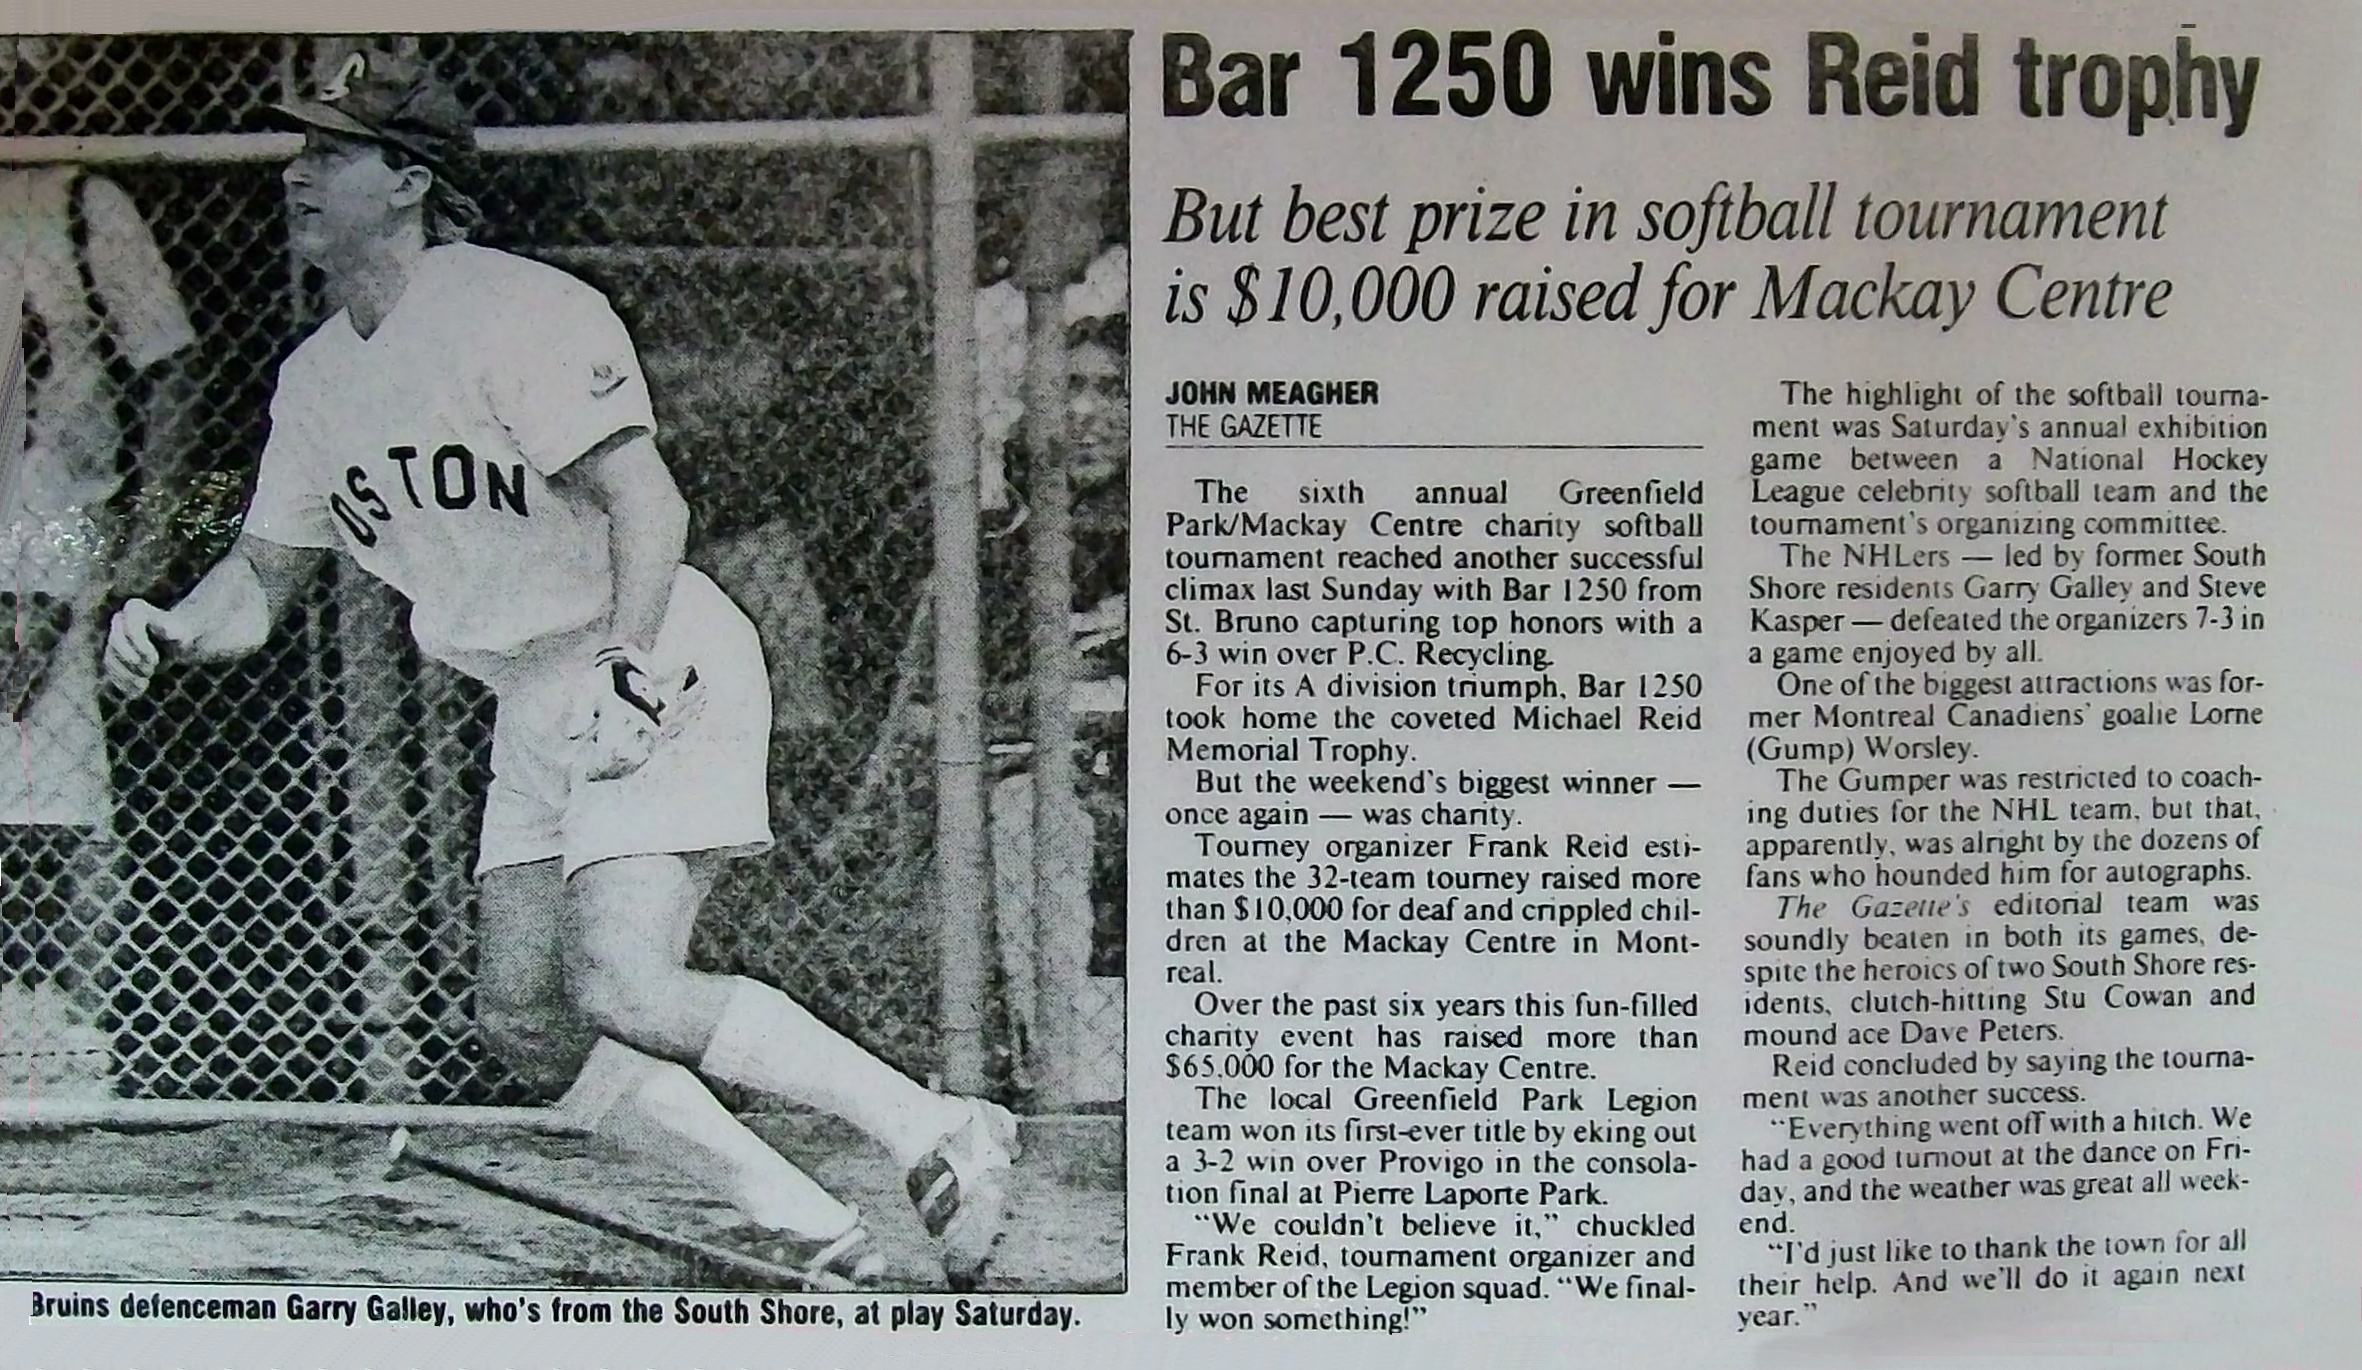 Bar 1250 wins Reid trophy
But best prize in softball tournament
is $10,000 raised for Mackay Centre
JOHN MEAGHER
THE GAZETTE
The sixth annual Greenfield
Park/Mackay Centre charity softball
tournament reached another successful
climax last Sunday with Bar 1250 from
St. Bruno capturing top honors with a
6-3 win over P.C. Recycling.
For its A division triumph, Bar 1250
took home the coveted Michael Reid
Memorial Trophy.
But the weekend's biggest winner —
once again — was charity.
Tourney organizer Frank Reid esti-
mates the 32-team tourney raised more
than $10,000 for deaf and crippled chil-
dren at the Mackay Centre in Mont-
real.
Over the past six years this fun-filled
charity event has raised more than
$65,000 for the Mackay Centre.
The local Greenfield Park Legion
team won its first-ever title by eking out
a 3-2 win over Provigo in the consola-
tion final at Pierre Laporte Park.
"We couldn't believe it," chuckled
Frank Reid, tournament organizer and
member of the Legion squad. "We final-
ly won something!"
The highlight of the softball tourna-
ment was Saturday's annual exhibition
game between a National Hockey
League celebrity softball team and the
tournament's organizing committee.
The NHLers — led by former South
Shore residents Garry Galley and Steve
Kasper — defeated the organizers 7-3 in
a game enjoyed by all.
One of the biggest attractions was for-
mer Montreal Canadiens' goalie Lorne
(Gump) Worsley.
The Gumper was restricted to coach-
ing duties for the NHL team, but that,
apparently, was alright by the dozens of
fans who hounded him for autographs.
The Gazette's editorial team was
soundly beaten in both its games, de-
spite the heroics of two South Shore res-
idents, clutch-hitting Stu Cowan and
mound ace Dave Peters.
Reid concluded by saying the tourna-
ment was another success.
"Everything went off with a hitch. We
had a good turnout at the dance on Fri-
day, and the weather was great all week-
end.
"I'd just like to thank the town for all
their help. And we'll do it again next
year."
OSTON
Bruins defenceman Garry Galley, who's from the South Shore, at play Saturday.